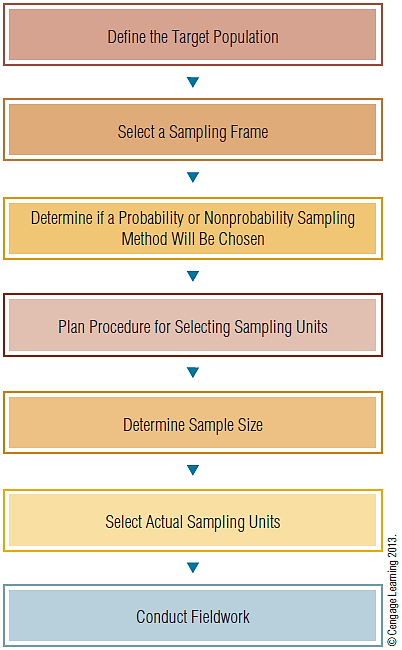 Define the Target Population
Select a Sampling Frame
Determine if a Probability or Nonprobability Sampling
Method Will Be Chosen
Plan Procedure for Selecting Sampling Units
Determine Sample Size
Select Actual Sampling Units
Conduct Fieldwork
© Cengage Learning 2013.